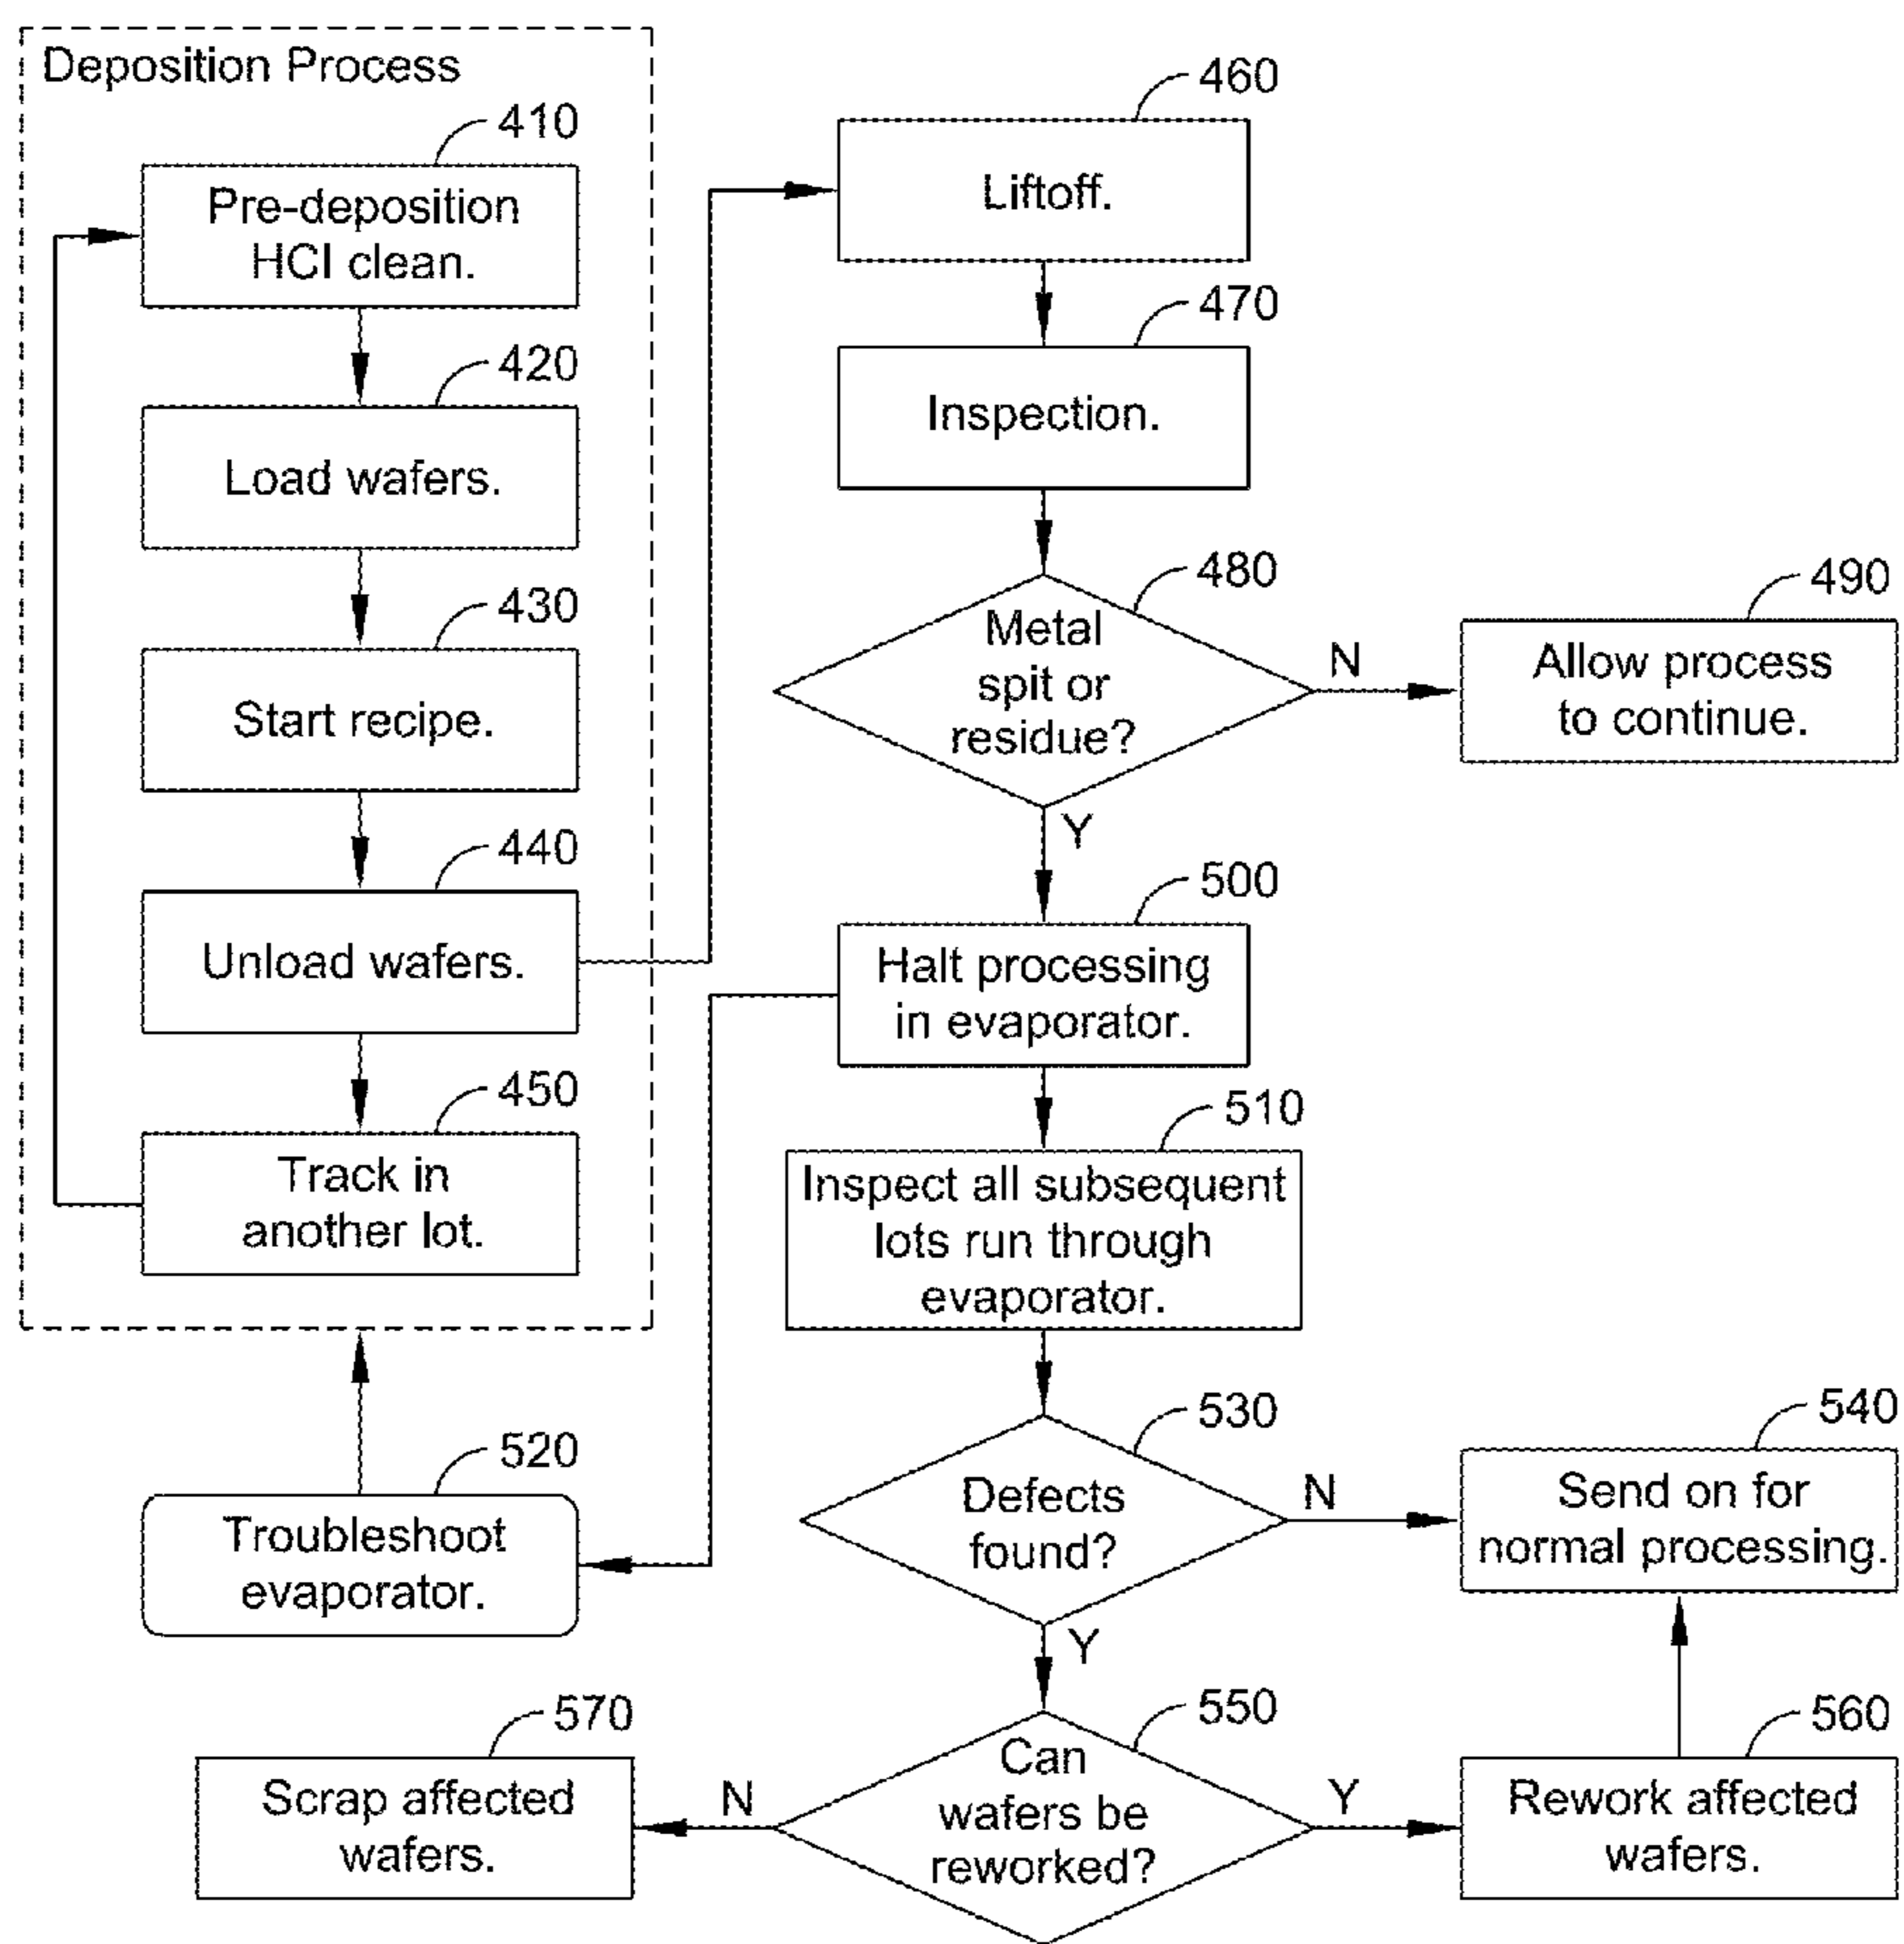 Deposition Process
410
Pre-deposition
HCl clean.
420
Load wafers.
430
Start recipe.
440
Unload wafers.
450
Track in
another lot.
460
Liftoff.
470
Inspection.
480
Metal
spit or
residue?
N
490
Allow process
to continue.
Y
500
Halt processing
in evaporator.
510
Inspect all subsequent
lots run through
evaporator.
520
Troubleshoot
evaporator.
530
Defects
found?
N
540
Send on for
normal processing.
Y
550
Can
wafers be
reworked?
Y
560
Rework affected
wafers.
N
570
Scrap affected
wafers.